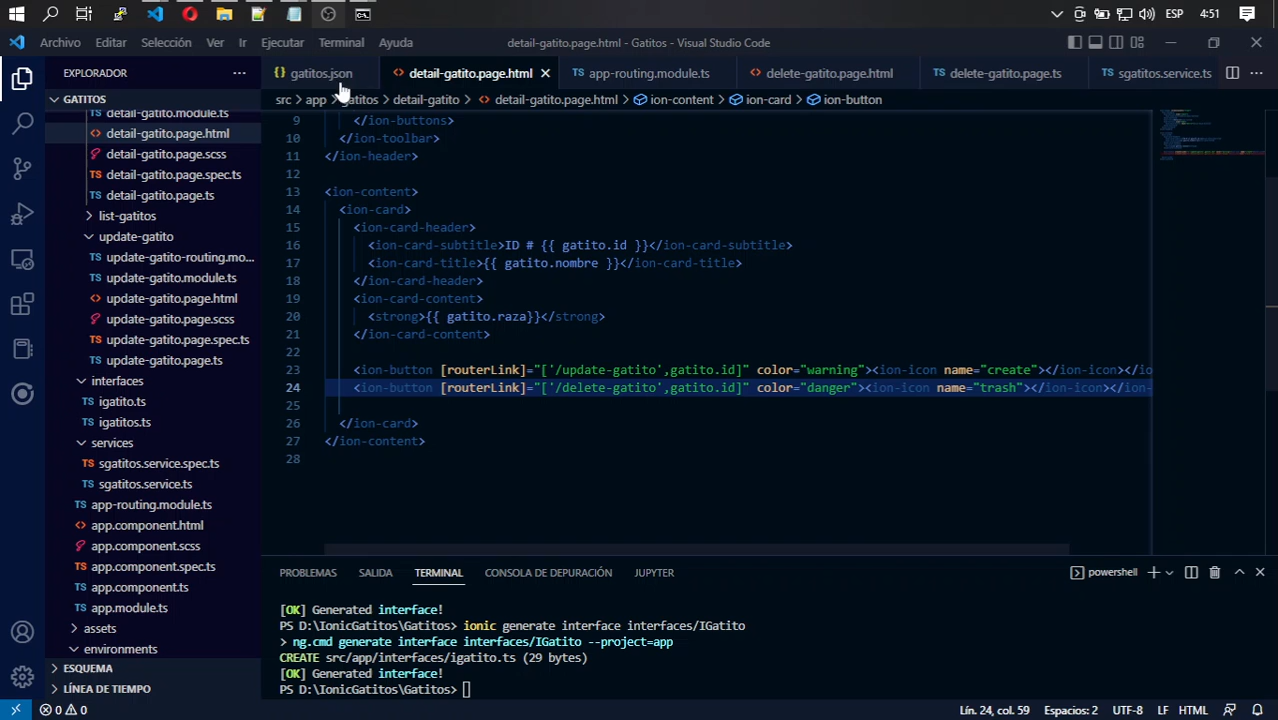 ESP
4:51
Archivo Editar Selección Ver Ir Ejecutar Terminal Ayuda
detail-gatito.page.html - Gatitos - Visual Studio Code
EXPLORADOR
gatitos.json
detail-gatito.page.html
app-routing.module.ts
delete-gatito.page.html
delete-gatito.page.ts
sgatitos.service.ts
src > app > gatitos > detail-gatito > detail-gatito.page.html > ion-content > ion-card > ion-button
GATITOS
detail-gatito.module.ts
detail-gatito.page.html
detail-gatito.page.scss
detail-gatito.page.spec.ts
detail-gatito.page.ts
list-gatitos
update-gatito
update-gatito-routing.mo...
update-gatito.module.ts
update-gatito.page.html
update-gatito.page.scss
update-gatito.page.spec.ts
update-gatito.page.ts
interfaces
igatito.ts
igatitos.ts
services
sgatitos.service.spec.ts
sgatitos.service.ts
app-routing.module.ts
app.component.html
app.component.scss
app.component.spec.ts
app.component.ts
app.module.ts
assets
environments
ESQUEMA
LÍNEA DE TIEMPO
9 </ion-buttons>
10 </ion-toolbar>
11 </ion-header>
12
13 <ion-content>
14 <ion-card>
15 <ion-card-header>
16 <ion-card-subtitle>ID # {{ gatito.id }}</ion-card-subtitle>
17 <ion-card-title>{{ gatito.nombre }}</ion-card-title>
18 </ion-card-header>
19 <ion-card-content>
20 <strong>{{ gatito.raza}}</strong>
21 </ion-card-content>
22
23 <ion-button [routerLink]="['/update-gatito',gatito.id]" color="warning"><ion-icon name="create"></ion-icon></io
24 <ion-button [routerLink]="['/delete-gatito',gatito.id]" color="danger"><ion-icon name="trash"></ion-icon></ion-
25
26 </ion-card>
27 </ion-content>
28
PROBLEMAS SALIDA TERMINAL CONSOLA DE DEPURACIÓN JUPYTER
powershell
[OK] Generated interface!
PS D:\IonicGatitos\Gatitos> ionic generate interface interfaces/IGatito
> ng.cmd generate interface interfaces/IGatito --project=app
CREATE src/app/interfaces/igatito.ts (29 bytes)
[OK] Generated interface!
PS D:\IonicGatitos\Gatitos>
0 0
Lín. 24, col. 59 Espacios: 2 UTF-8 LF HTML